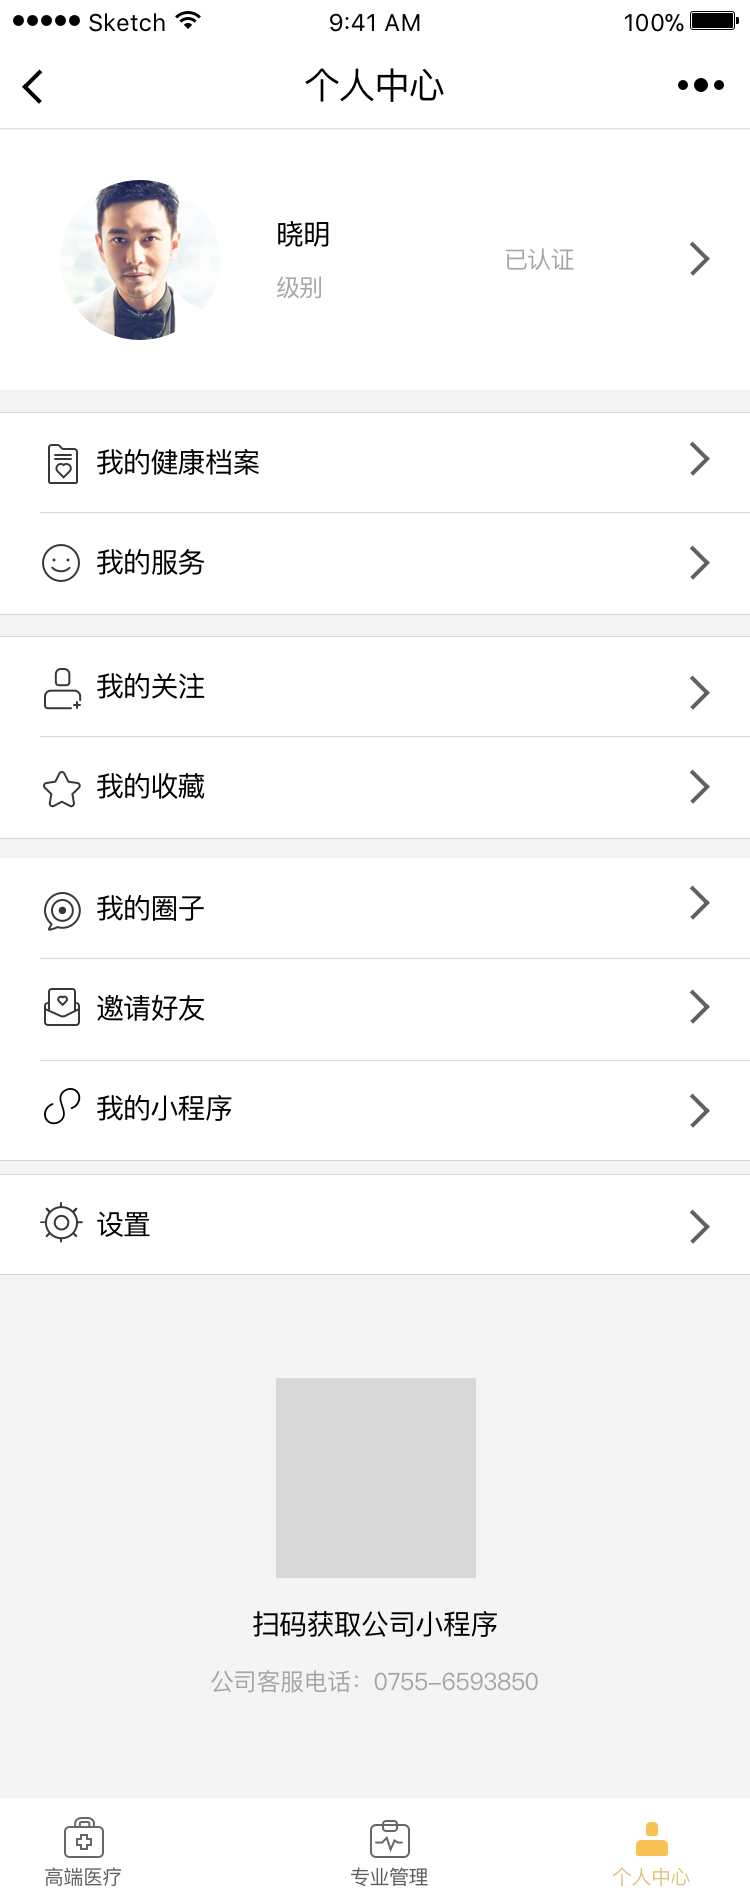 Sketch 9:41 AM 100%
个人中心
晓明
级别
已认证
我的健康档案
我的服务
我的关注
我的收藏
我的圈子
邀请好友
我的小程序
设置
扫码获取公司小程序
公司客服电话：0755-6593850
高端医疗 专业管理 个人中心